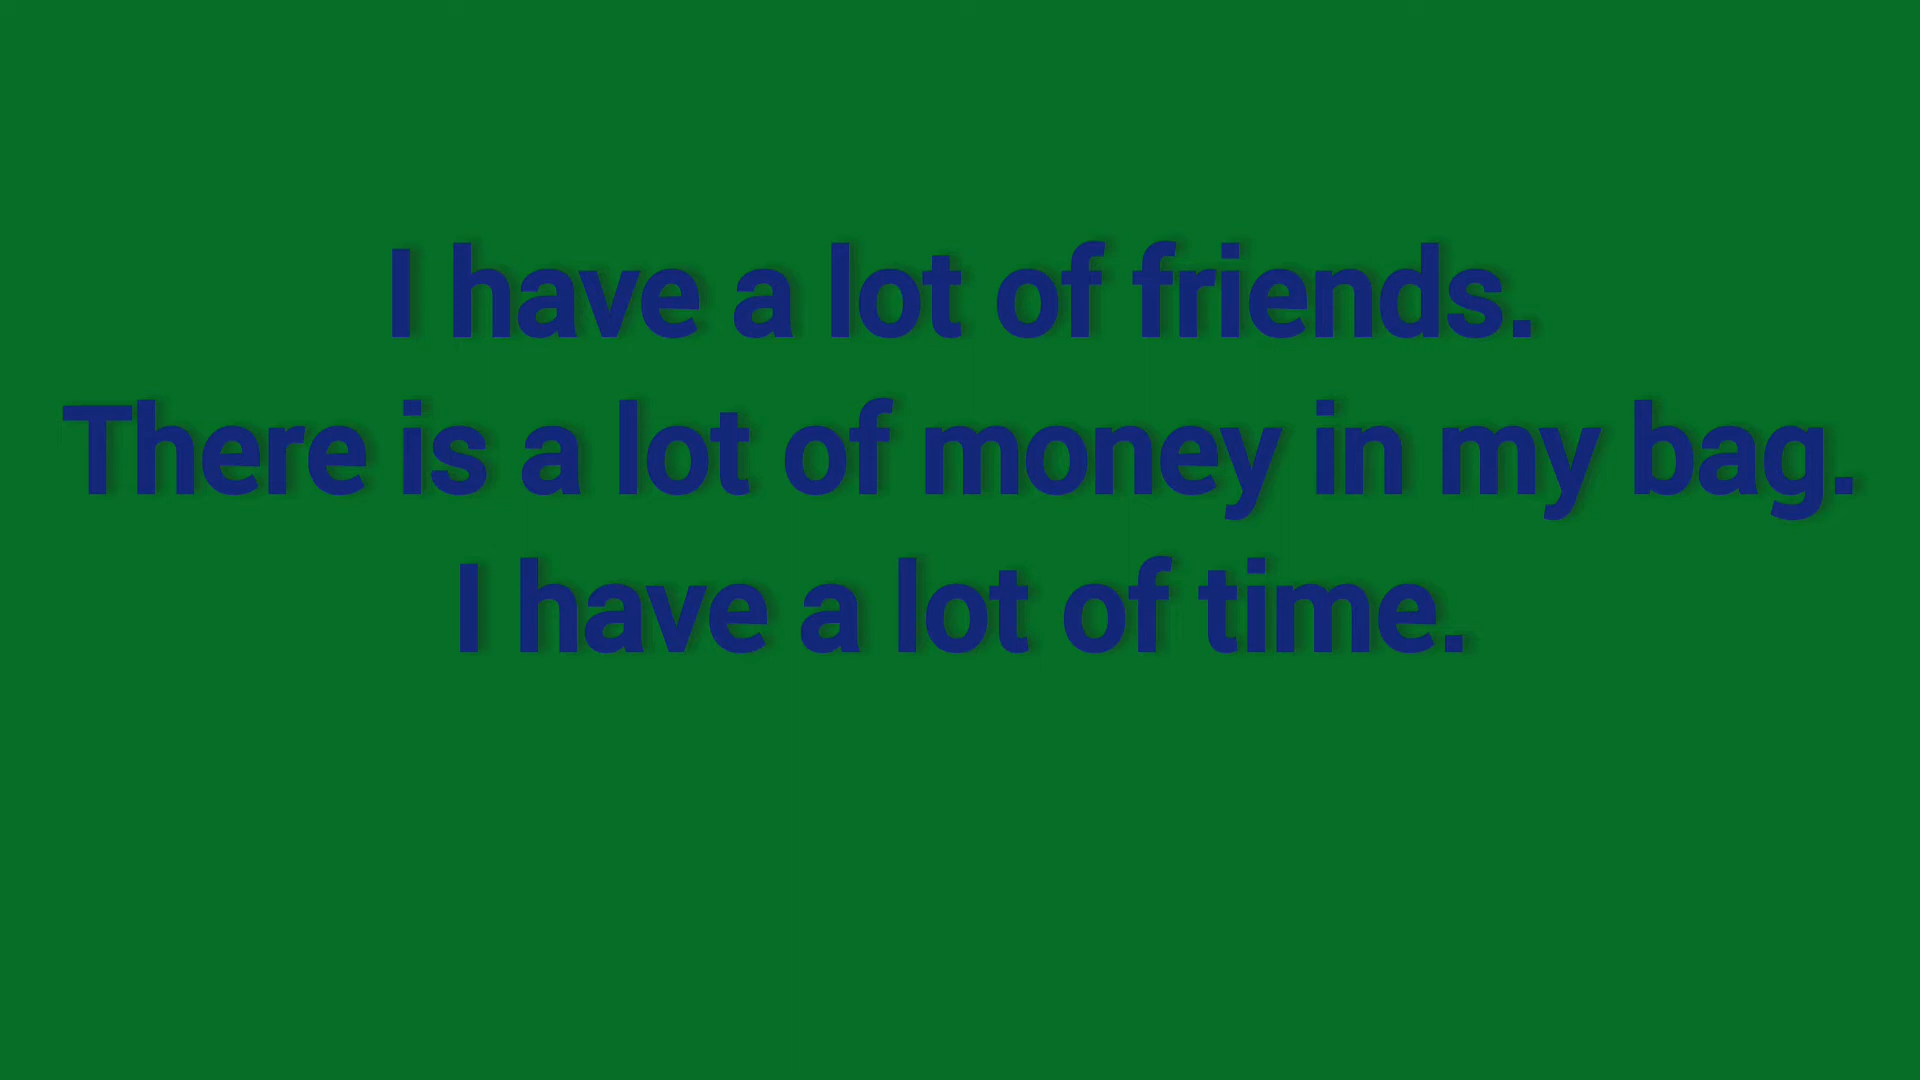 I have a lot of friends.
There is a lot of money in my bag.
I have a lot of time.